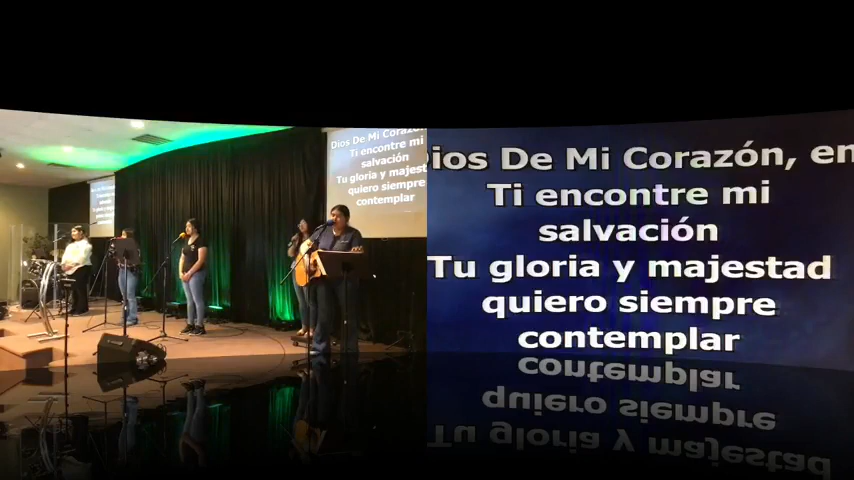 Dios De Mi Corazón, en
Ti encontre mi
salvación
Tu gloria y majestad
quiero siempre
contemplar
Dios De Mi Corazón
Ti encontre mi
salvación
Tu gloria y majest
quiero siempre
contemplar